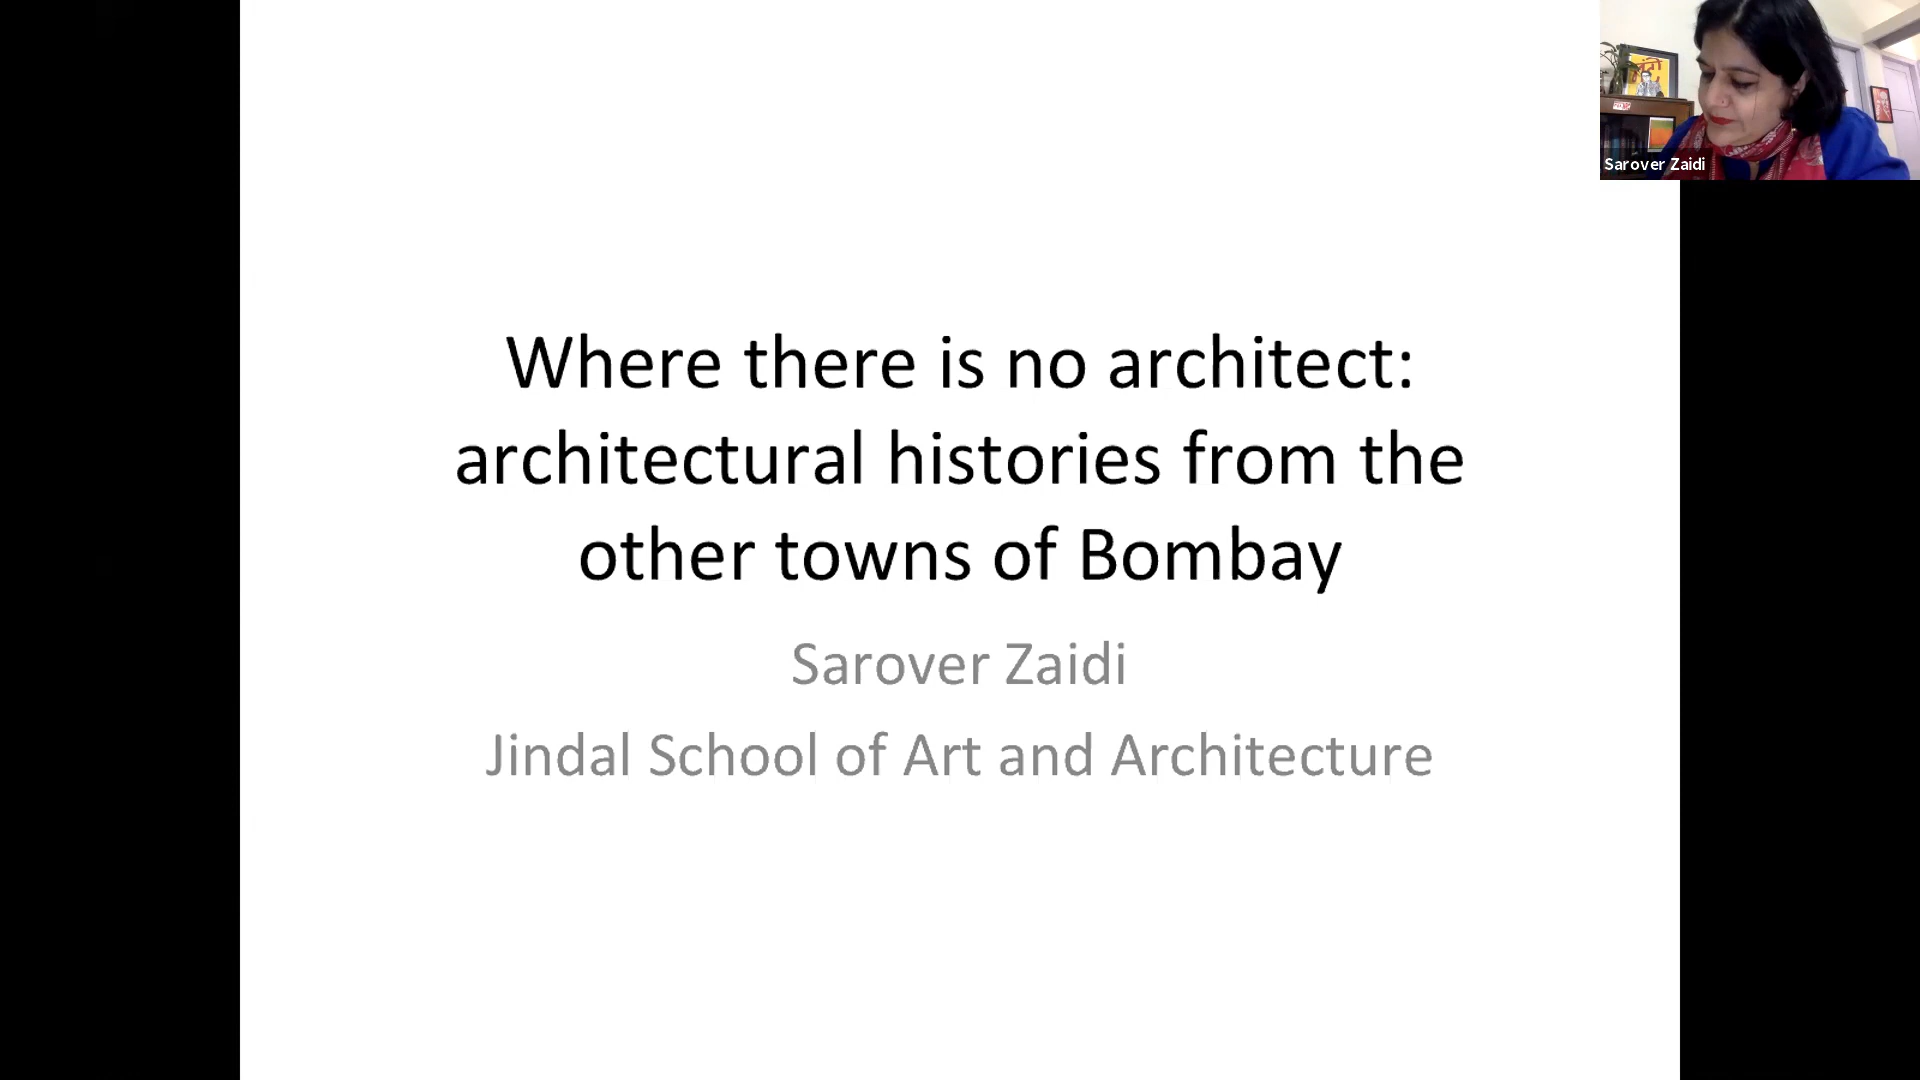 Where there is no architect:
architectural histories from the
other towns of Bombay
Sarover Zaidi
Jindal School of Art and Architecture
Sarover Zaidi